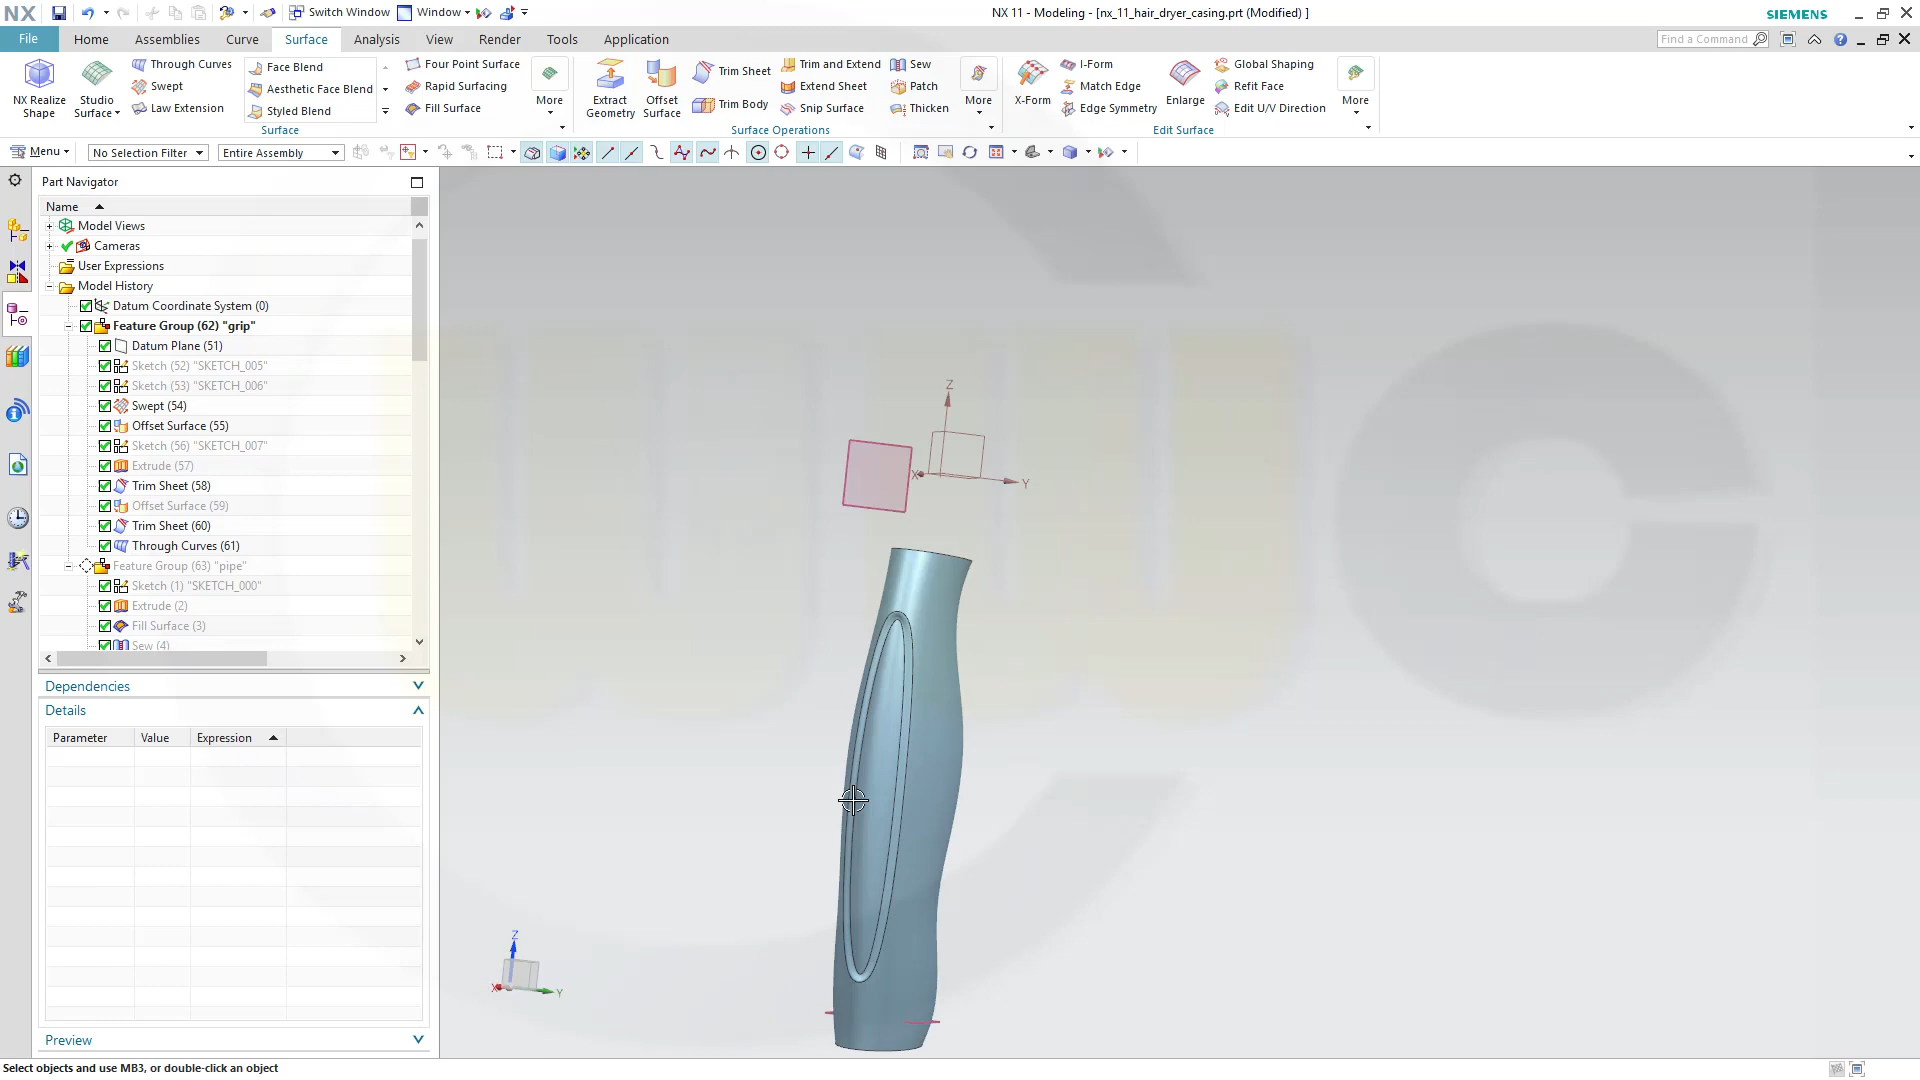 NX Switch Window Window NX 11 - Modeling - [nx_11_hair_dryer_casing.prt (Modified) ] SIEMENS
File Home Assemblies Curve Surface Analysis View Render Tools Application Find a Command
NX Realize Shape
Studio Surface
Through Curves
Swept
Law Extension
Face Blend
Aesthetic Face Blend
Styled Blend
Four Point Surface
Rapid Surfacing
Fill Surface
More
Surface
Extract Geometry
Offset Surface
Trim Sheet
Trim Body
Trim and Extend
Extend Sheet
Snip Surface
Sew
Patch
Thicken
More
Surface Operations
X-Form
I-Form
Match Edge
Edge Symmetry
Enlarge
Global Shaping
Refit Face
Edit U/V Direction
More
Edit Surface
Menu No Selection Filter Entire Assembly
Part Navigator
Name
Model Views
Cameras
User Expressions
Model History
Datum Coordinate System (0)
Feature Group (62) "grip"
Datum Plane (51)
Sketch (52) "SKETCH_005"
Sketch (53) "SKETCH_006"
Swept (54)
Offset Surface (55)
Sketch (56) "SKETCH_007"
Extrude (57)
Trim Sheet (58)
Offset Surface (59)
Trim Sheet (60)
Through Curves (61)
Feature Group (63) "pipe"
Sketch (1) "SKETCH_000"
Extrude (2)
Fill Surface (3)
Sew (4)
Dependencies
Details
Parameter Value Expression
Preview
Z
X
Y
Z
X
Y
Select objects and use MB3, or double-click an object